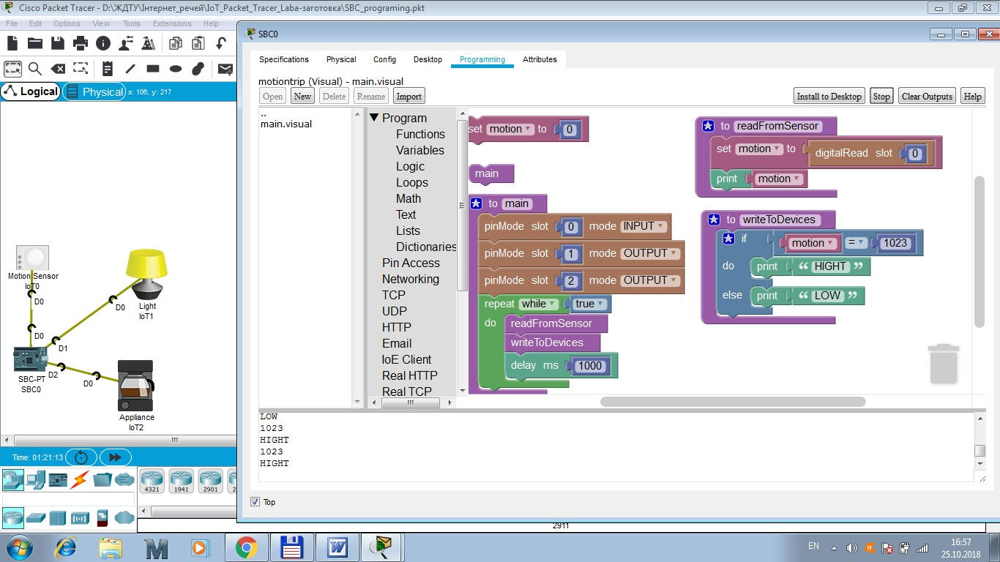 Cisco Packet Tracer - D:\ЖДТУ\Інтернет_речей\IoT_Packet_Tracer_Laba-заготовка\SBC_programing.pkt
File Edit Options View Tools Extensions Help
SBC0
Specifications Physical Config Desktop Programming Attributes
motiontrip (Visual) - main.visual
Open New Delete Rename Import Install to Desktop Stop Clear Outputs Help
Logical Physical x: 106, y: 217
..
main.visual
Program
Functions
Variables
Logic
Loops
Math
Text
Lists
Dictionaries
Pin Access
Networking
TCP
UDP
HTTP
Email
IoE Client
Real HTTP
Real TCP
set motion to 0
main
to main
pinMode slot 0 mode INPUT
pinMode slot 1 mode OUTPUT
pinMode slot 2 mode OUTPUT
repeat while true
do readFromSensor
writeToDevices
delay ms 1000
to readFromSensor
set motion to digitalRead slot 0
print motion
to writeToDevices
if motion = 1023
do print “ HIGHT ”
else print “ LOW ”
Motion Sensor
IoT0
D0
D0
D1
D0
Light
IoT1
SBC-PT
SBC0
D2
D0
Appliance
IoT2
LOW
1023
HIGHT
1023
HIGHT
Time: 01:21:13
4321 1941 2901 2
Top
2911
EN
16:57
25.10.2018